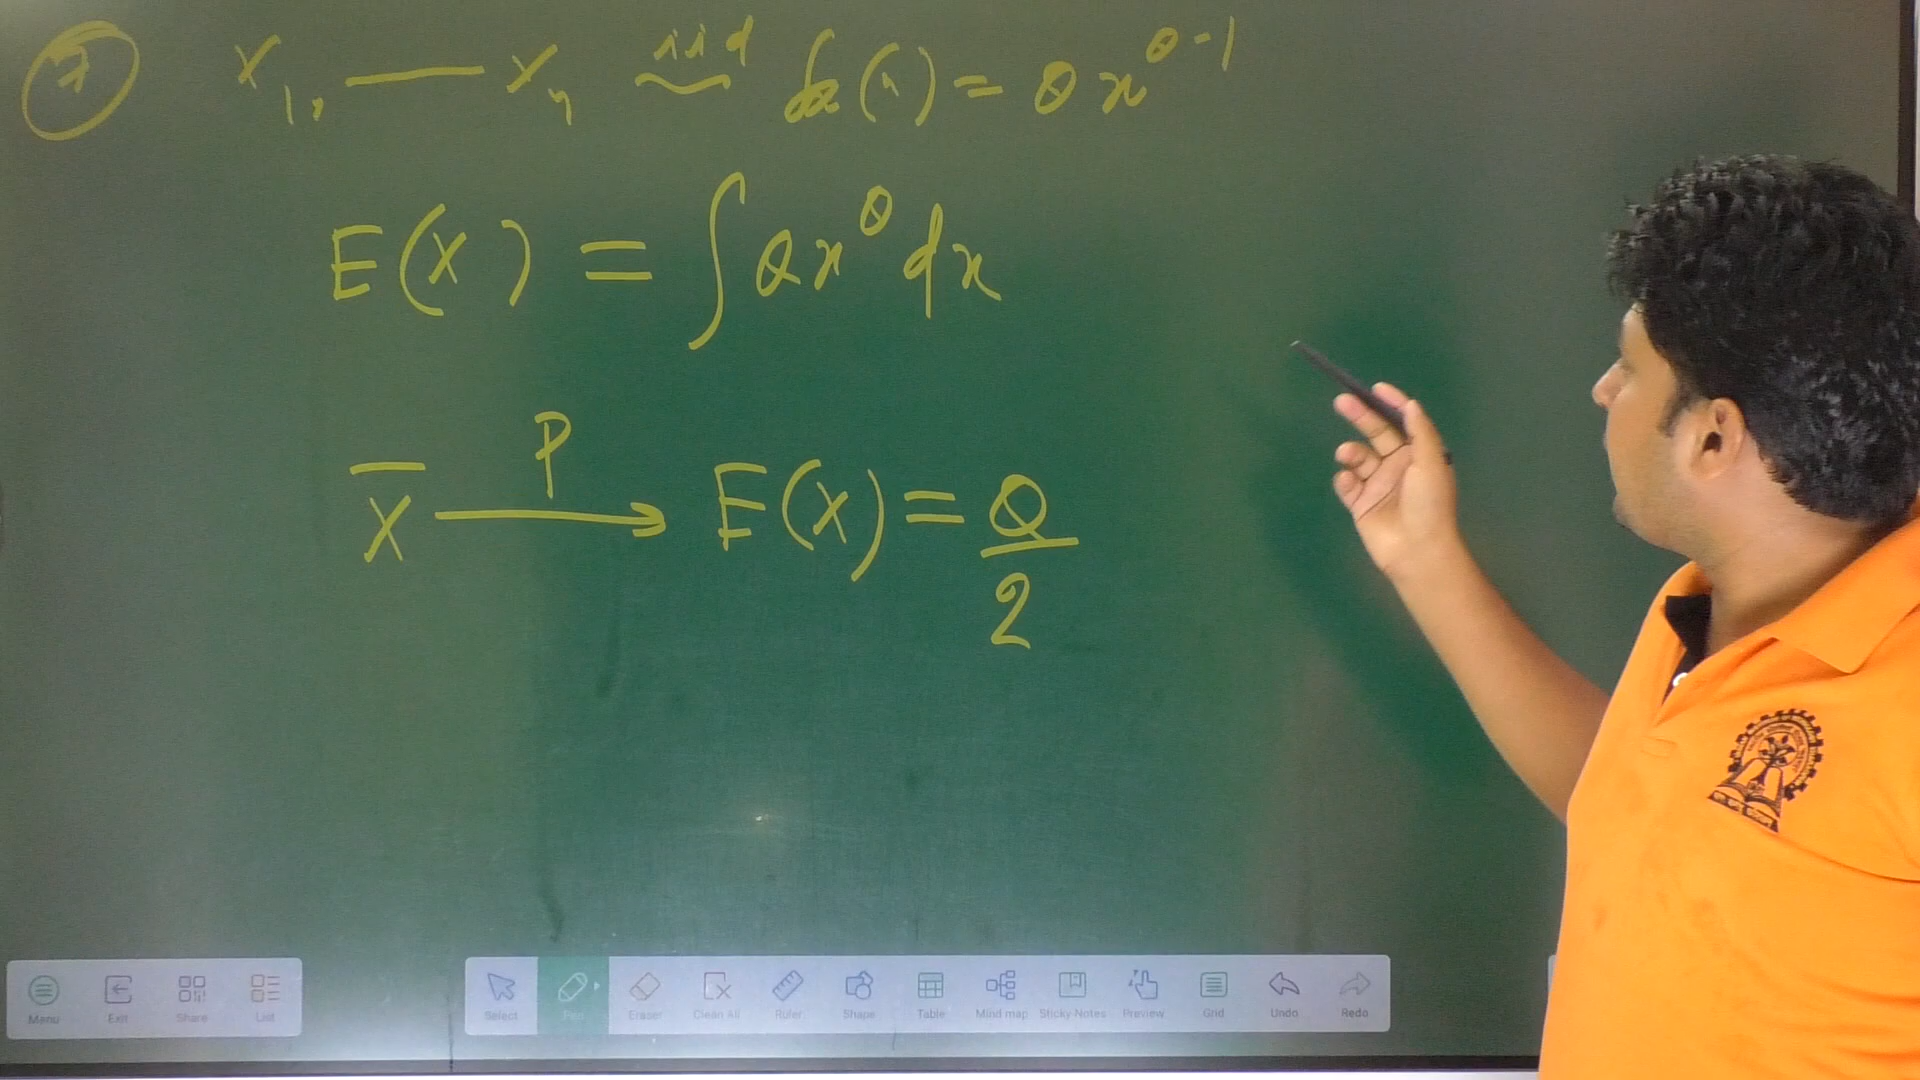 7 X₁, — Xₙ iid ~ fₓ(x) = θ x^(θ-1)
E(X) = ∫ θx^θ dx
X̄ →^P E(X) = θ/2
Menu Exit Share List Select Pen Eraser Clean All Ruler Shape Table Mind map Sticky Notes Preview Grid Undo Redo